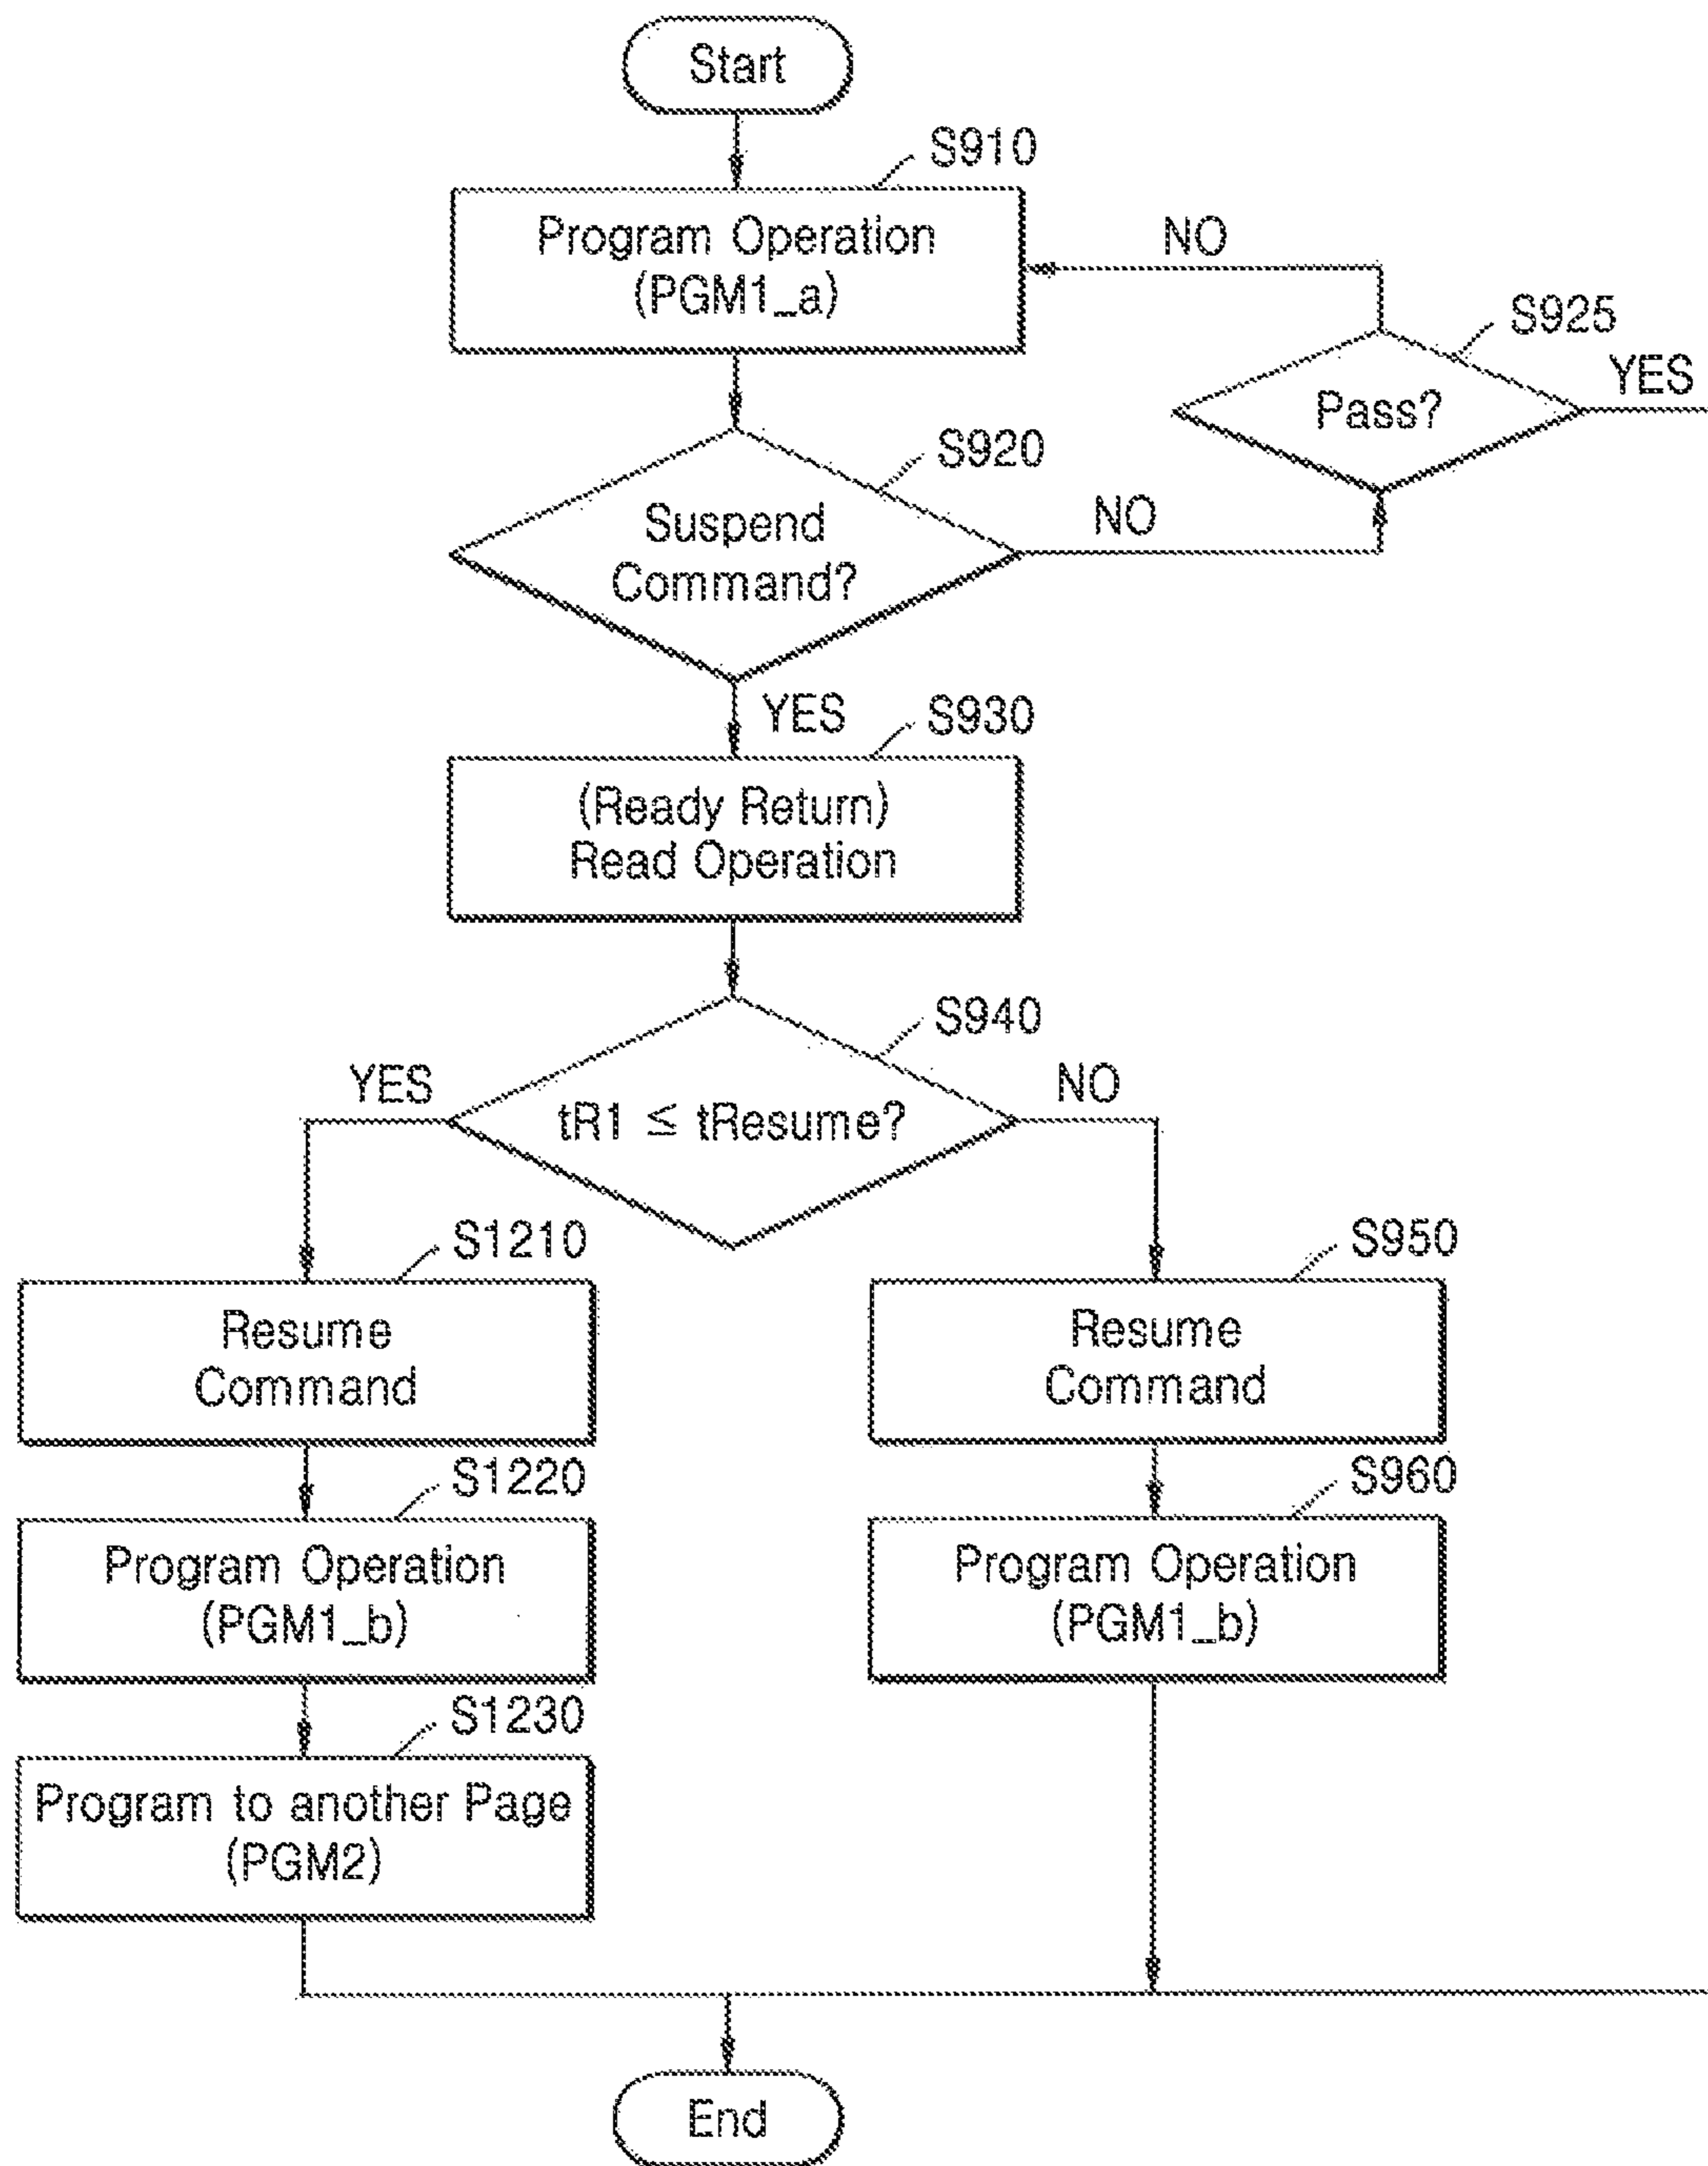 Start
S910
Program Operation
(PGM1_a)
NO
S925
Pass?
YES
S920
Suspend
Command?
NO
YES
S930
(Ready Return)
Read Operation
S940
YES
tR1 ≤ tResume?
NO
S1210
Resume
Command
S950
Resume
Command
S1220
Program Operation
(PGM1_b)
S960
Program Operation
(PGM1_b)
S1230
Program to another Page
(PGM2)
End